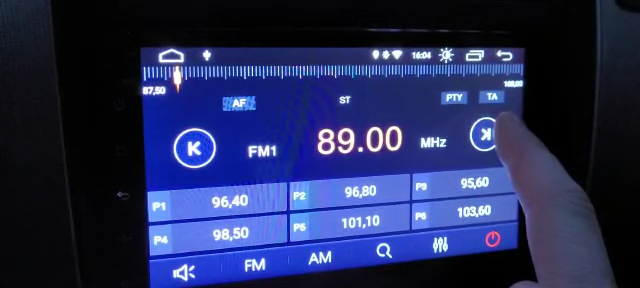 16:04
87,50
AF
ST
PTY
TA
FM1
89.00
MHz
P1 96,40
P2 96,80
P3 95,60
P4 98,50
P5 101,10
P6 103,60
FM
AM